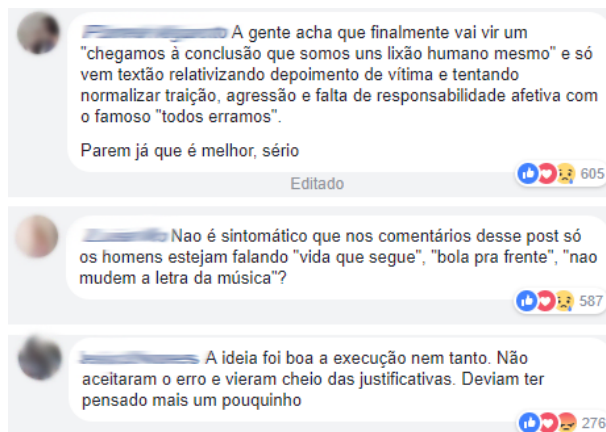 A gente acha que finalmente vai vir um
"chegamos à conclusão que somos uns lixão humano mesmo" e só
vem textão relativizando depoimento de vítima e tentando
normalizar traição, agressão e falta de responsabilidade afetiva com
o famoso "todos erramos".
Parem já que é melhor, sério
605
Editado
Nao é sintomático que nos comentários desse post só
os homens estejam falando "vida que segue", "bola pra frente", "nao
mudem a letra da música"?
587
A ideia foi boa a execução nem tanto. Não
aceitaram o erro e vieram cheio das justificativas. Deviam ter
pensado mais um pouquinho
276